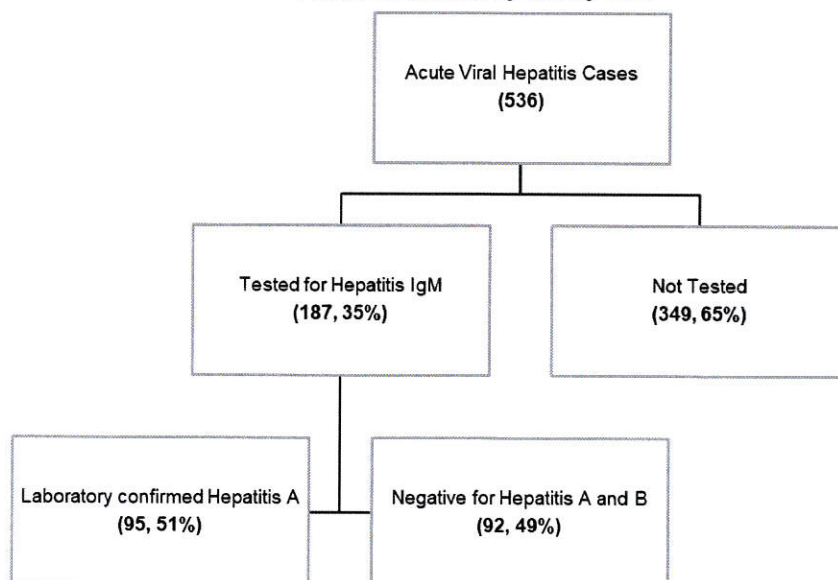 Acute Viral Hepatitis Cases
(536)
Tested for Hepatitis IgM
(187, 35%)
Not Tested
(349, 65%)
Laboratory confirmed Hepatitis A
(95, 51%)
Negative for Hepatitis A and B
(92, 49%)